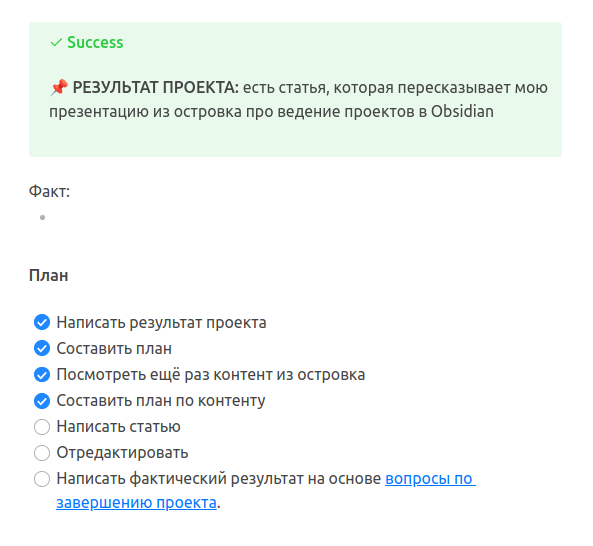 Success
📌 РЕЗУЛЬТАТ ПРОЕКТА: есть статья, которая пересказывает мою
презентацию из островка про ведение проектов в Obsidian
Факт:
План
Написать результат проекта
Составить план
Посмотреть ещё раз контент из островка
Составить план по контенту
Написать статью
Отредактировать
Написать фактический результат на основе вопросы по
завершению проекта.